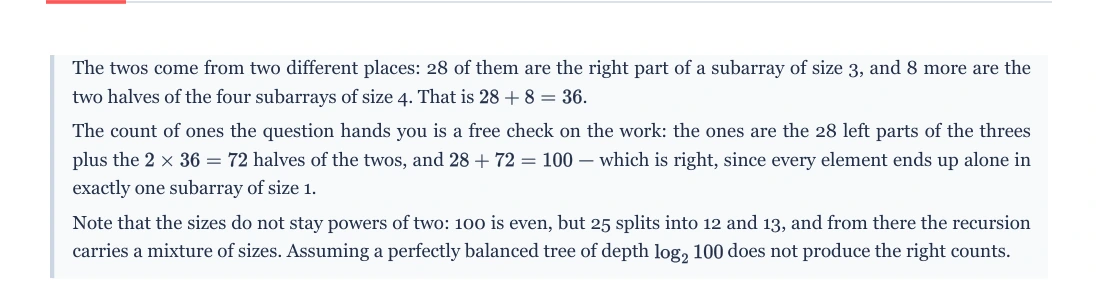 The twos come from two different places: 28 of them are the right part of a subarray of size 3, and 8 more are the
two halves of the four subarrays of size 4. That is 28 + 8 = 36.
The count of ones the question hands you is a free check on the work: the ones are the 28 left parts of the threes
plus the 2 × 36 = 72 halves of the twos, and 28 + 72 = 100 — which is right, since every element ends up alone in
exactly one subarray of size 1.
Note that the sizes do not stay powers of two: 100 is even, but 25 splits into 12 and 13, and from there the recursion
carries a mixture of sizes. Assuming a perfectly balanced tree of depth log₂ 100 does not produce the right counts.